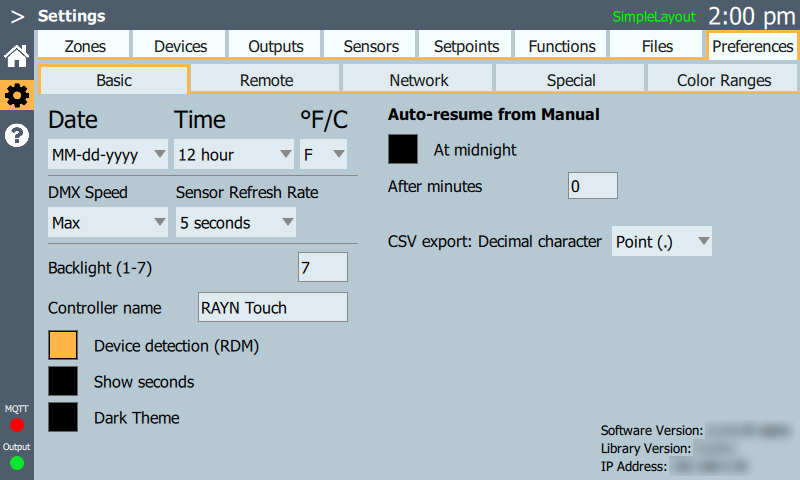 > Settings SimpleLayout 2:00 pm
Zones Devices Outputs Sensors Setpoints Functions Files Preferences
Basic Remote Network Special Color Ranges
Date Time °F/C
MM-dd-yyyy 12 hour F
DMX Speed Sensor Refresh Rate
Max 5 seconds
Backlight (1-7) 7
Controller name RAYN Touch
Device detection (RDM)
Show seconds
Dark Theme
Auto-resume from Manual
At midnight
After minutes 0
CSV export: Decimal character Point (.)
?
MQTT
Output
Software Version:
Library Version:
IP Address: